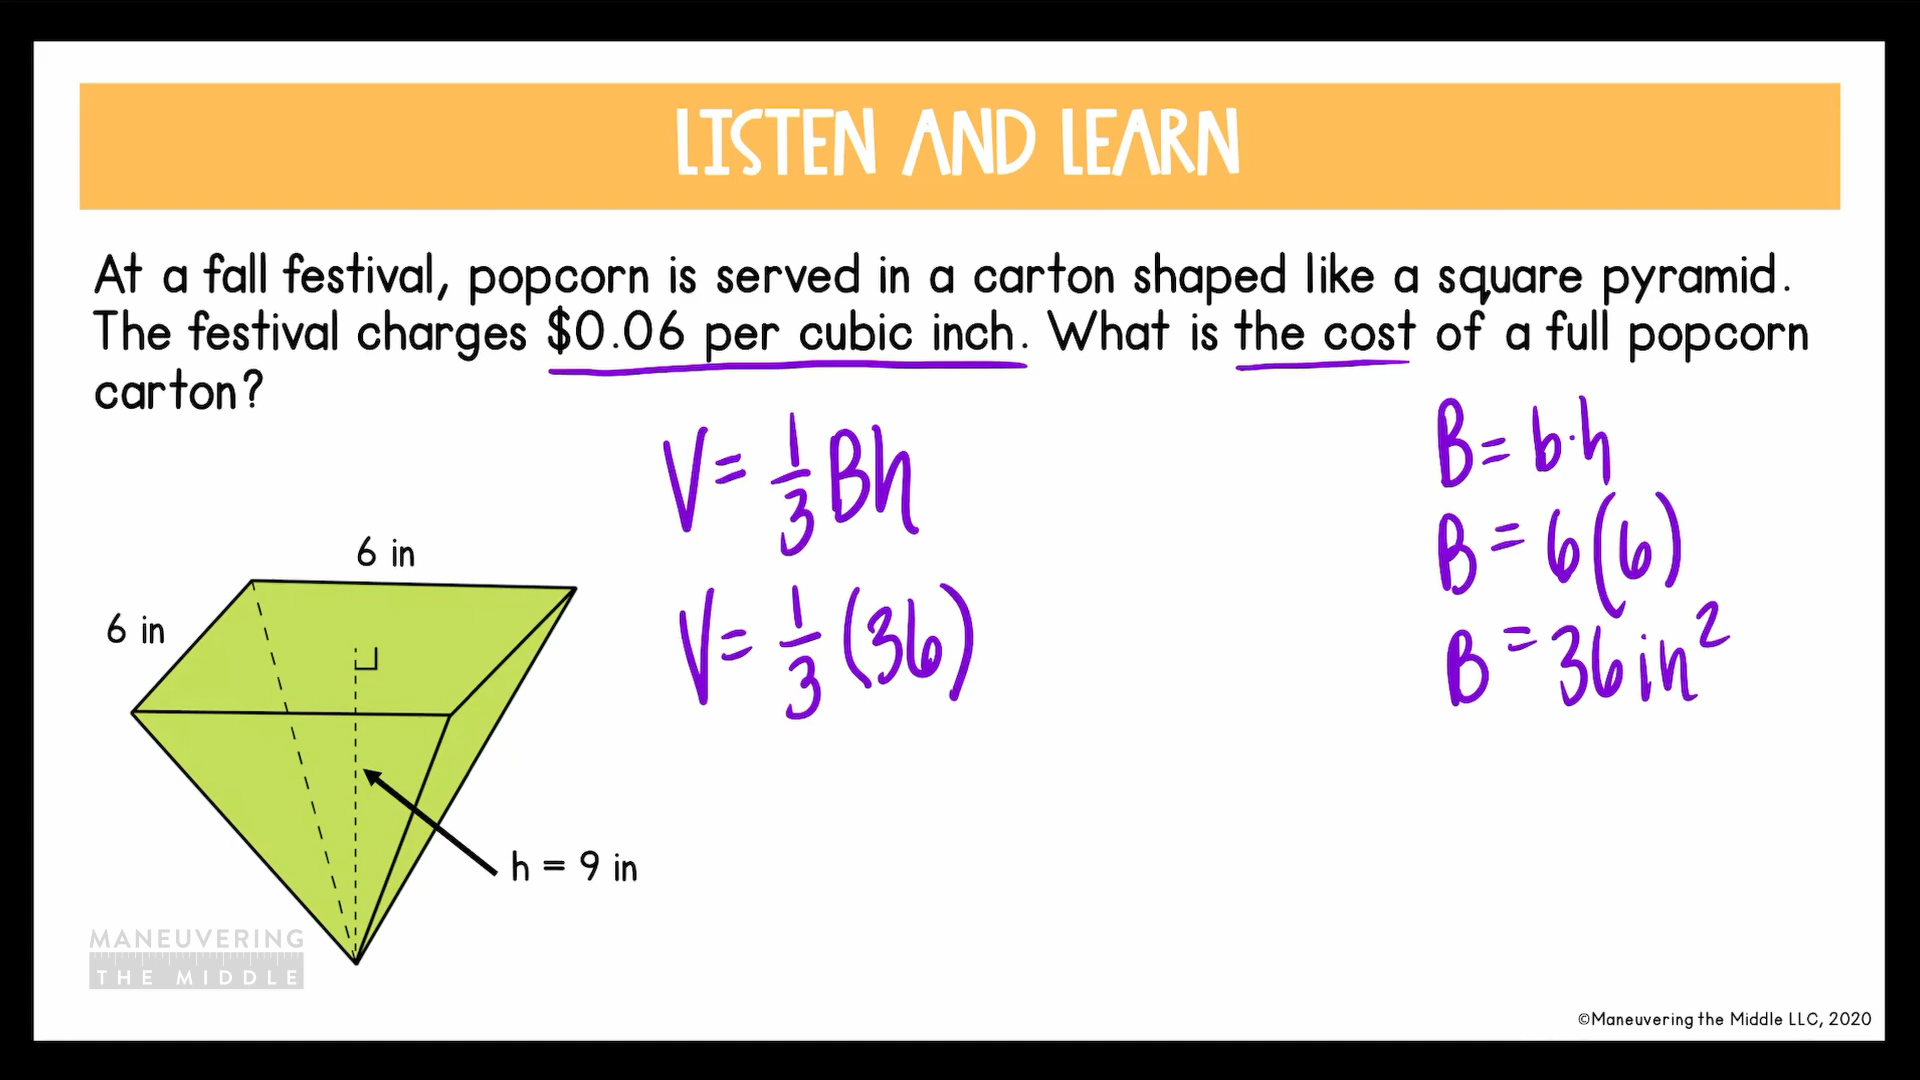 LISTEN AND LEARN
At a fall festival, popcorn is served in a carton shaped like a square pyramid.
The festival charges $0.06 per cubic inch. What is the cost of a full popcorn
carton?
V = 1/3 Bh
V = 1/3 (36)
B = b·h
B = 6(6)
B = 36 in²
6 in
6 in
h = 9 in
MANEUVERING
THE MIDDLE
©Maneuvering the Middle LLC, 2020